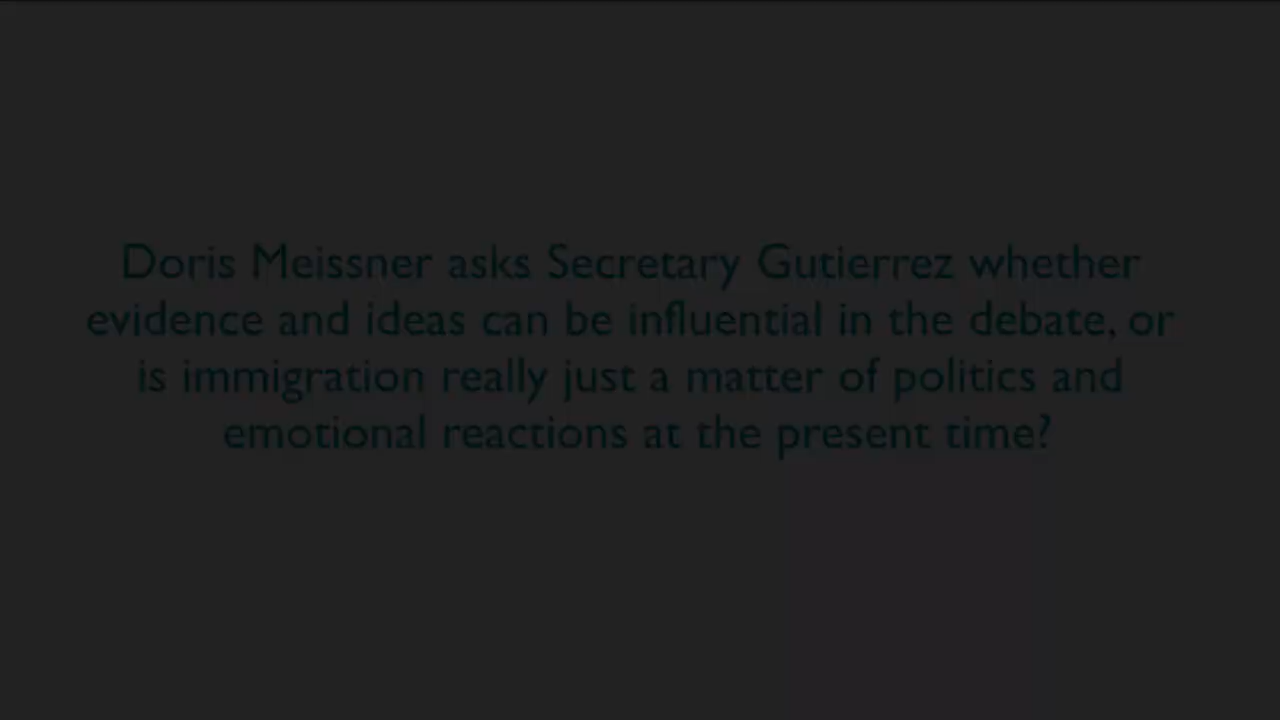 Doris Meissner asks Secretary Gutierrez whether
evidence and ideas can be influential in the debate, or
is immigration really just a matter of politics and
emotional reactions at the present time?